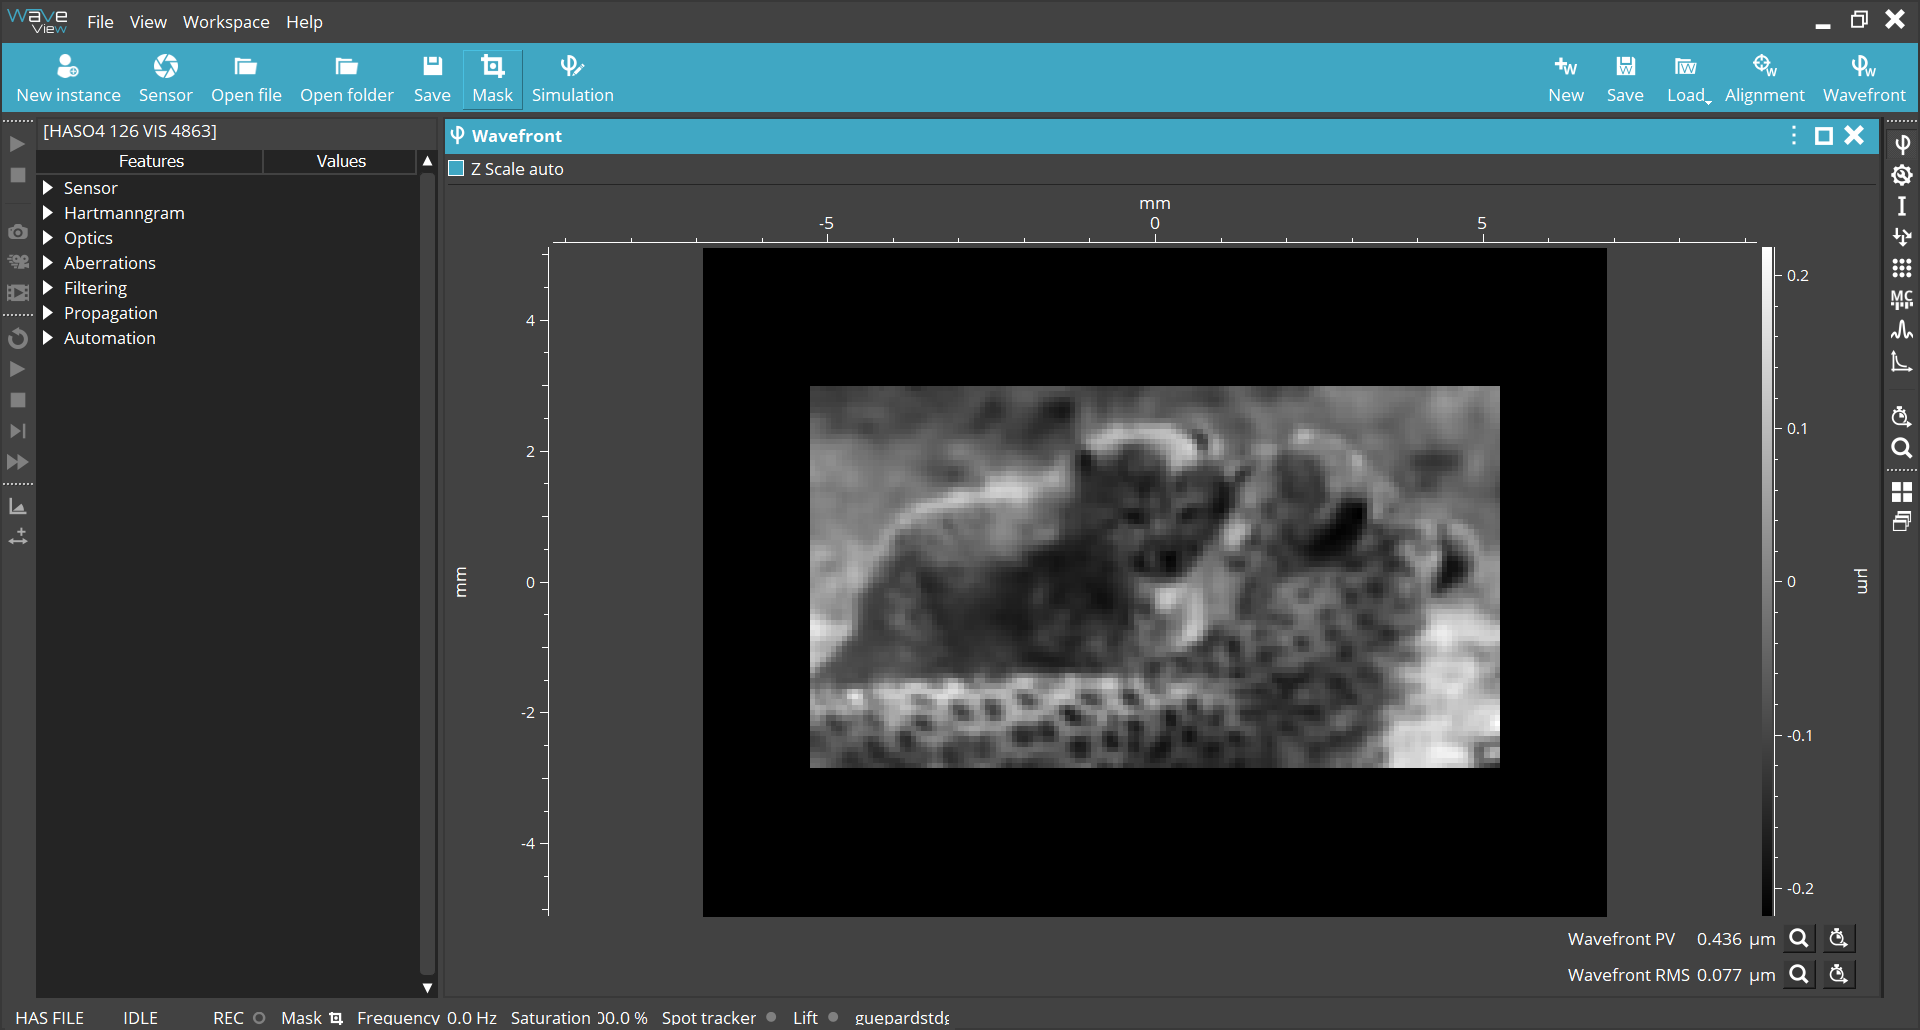 Wave View File View Workspace Help
New instance Sensor Open file Open folder Save Mask Simulation New Save Load Alignment Wavefront
[HASO4 126 VIS 4863]
Features Values
Sensor
Hartmanngram
Optics
Aberrations
Filtering
Propagation
Automation
Wavefront
Z Scale auto
mm
-5 0 5
mm
4
2
0
-2
-4
0.2
0.1
0
-0.1
-0.2
µm
Wavefront PV 0.436 µm
Wavefront RMS 0.077 µm
MC
HAS FILE IDLE REC Mask Frequency 0.0 Hz Saturation 00.0 % Spot tracker Lift guepardstd